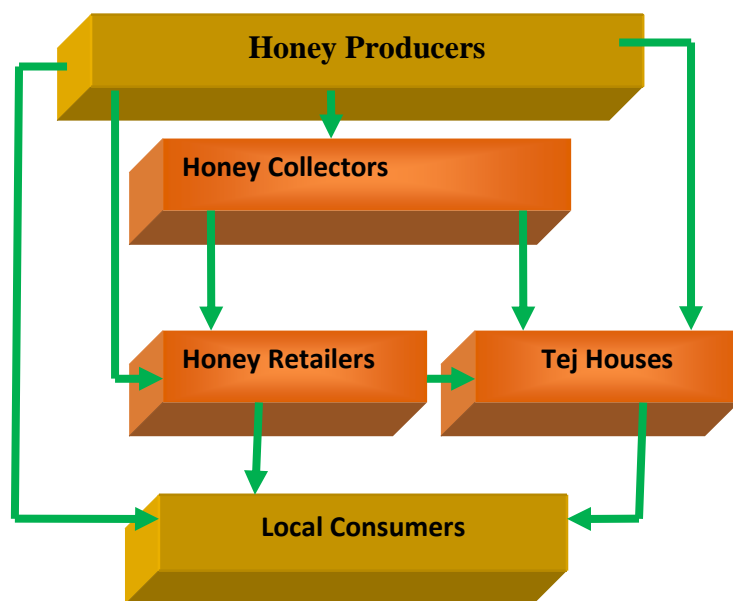 Honey Producers
Honey Collectors
Honey Retailers
Tej Houses
Local Consumers